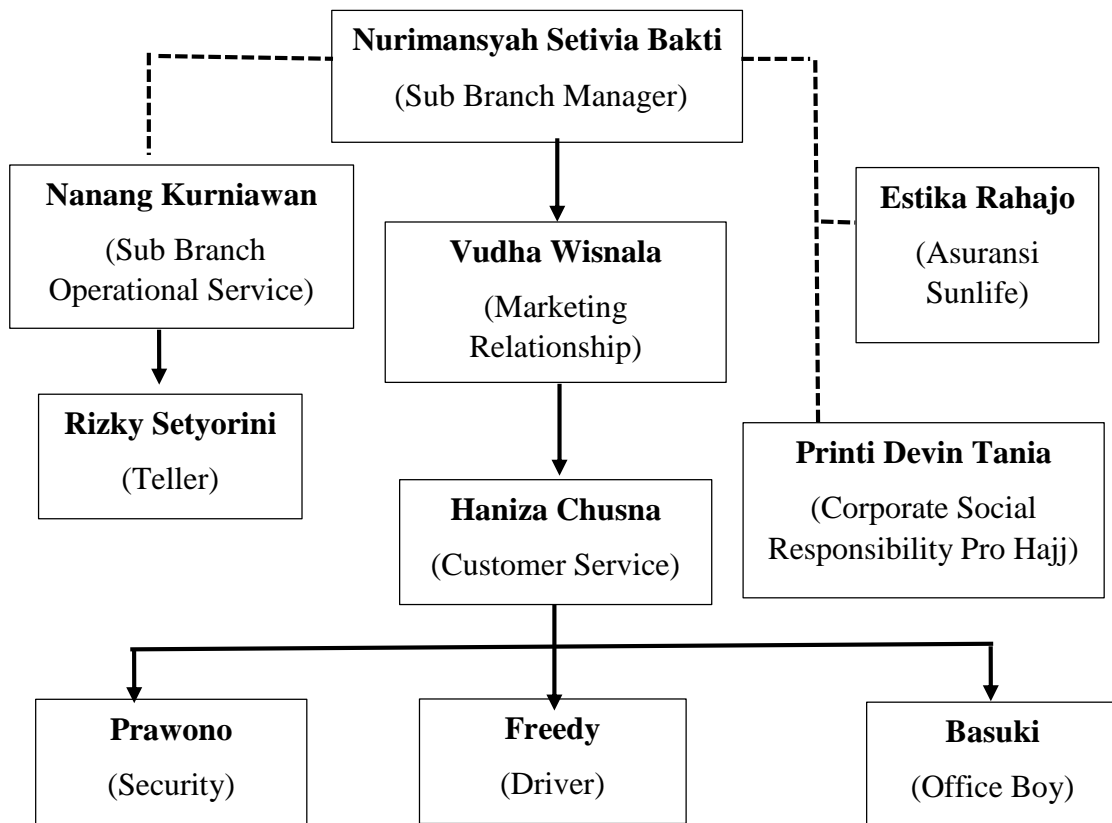 Nurimansyah Setivia Bakti
(Sub Branch Manager)
Nanang Kurniawan
(Sub Branch
Operational Service)
Estika Rahajo
(Asuransi
Sunlife)
Vudha Wisnala
(Marketing
Relationship)
Rizky Setyorini
(Teller)
Printi Devin Tania
(Corporate Social
Responsibility Pro Hajj)
Haniza Chusna
(Customer Service)
Prawono
(Security)
Freedy
(Driver)
Basuki
(Office Boy)